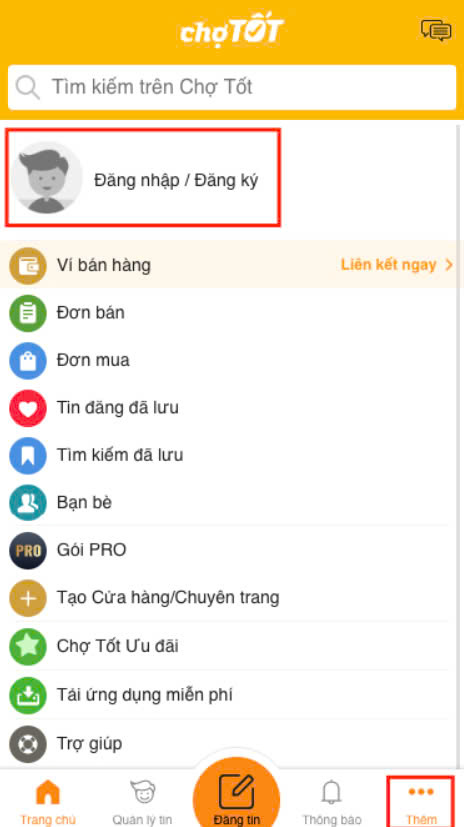 chợTỐT
Tìm kiếm trên Chợ Tốt
Đăng nhập / Đăng ký
Ví bán hàng Liên kết ngay
Đơn bán
Đơn mua
Tin đăng đã lưu
Tìm kiếm đã lưu
Bạn bè
PRO Gói PRO
Tạo Cửa hàng/Chuyên trang
Chợ Tốt Ưu đãi
Tải ứng dụng miễn phí
Trợ giúp
Trang chủ Quản lý tin Đăng tin Thông báo Thêm